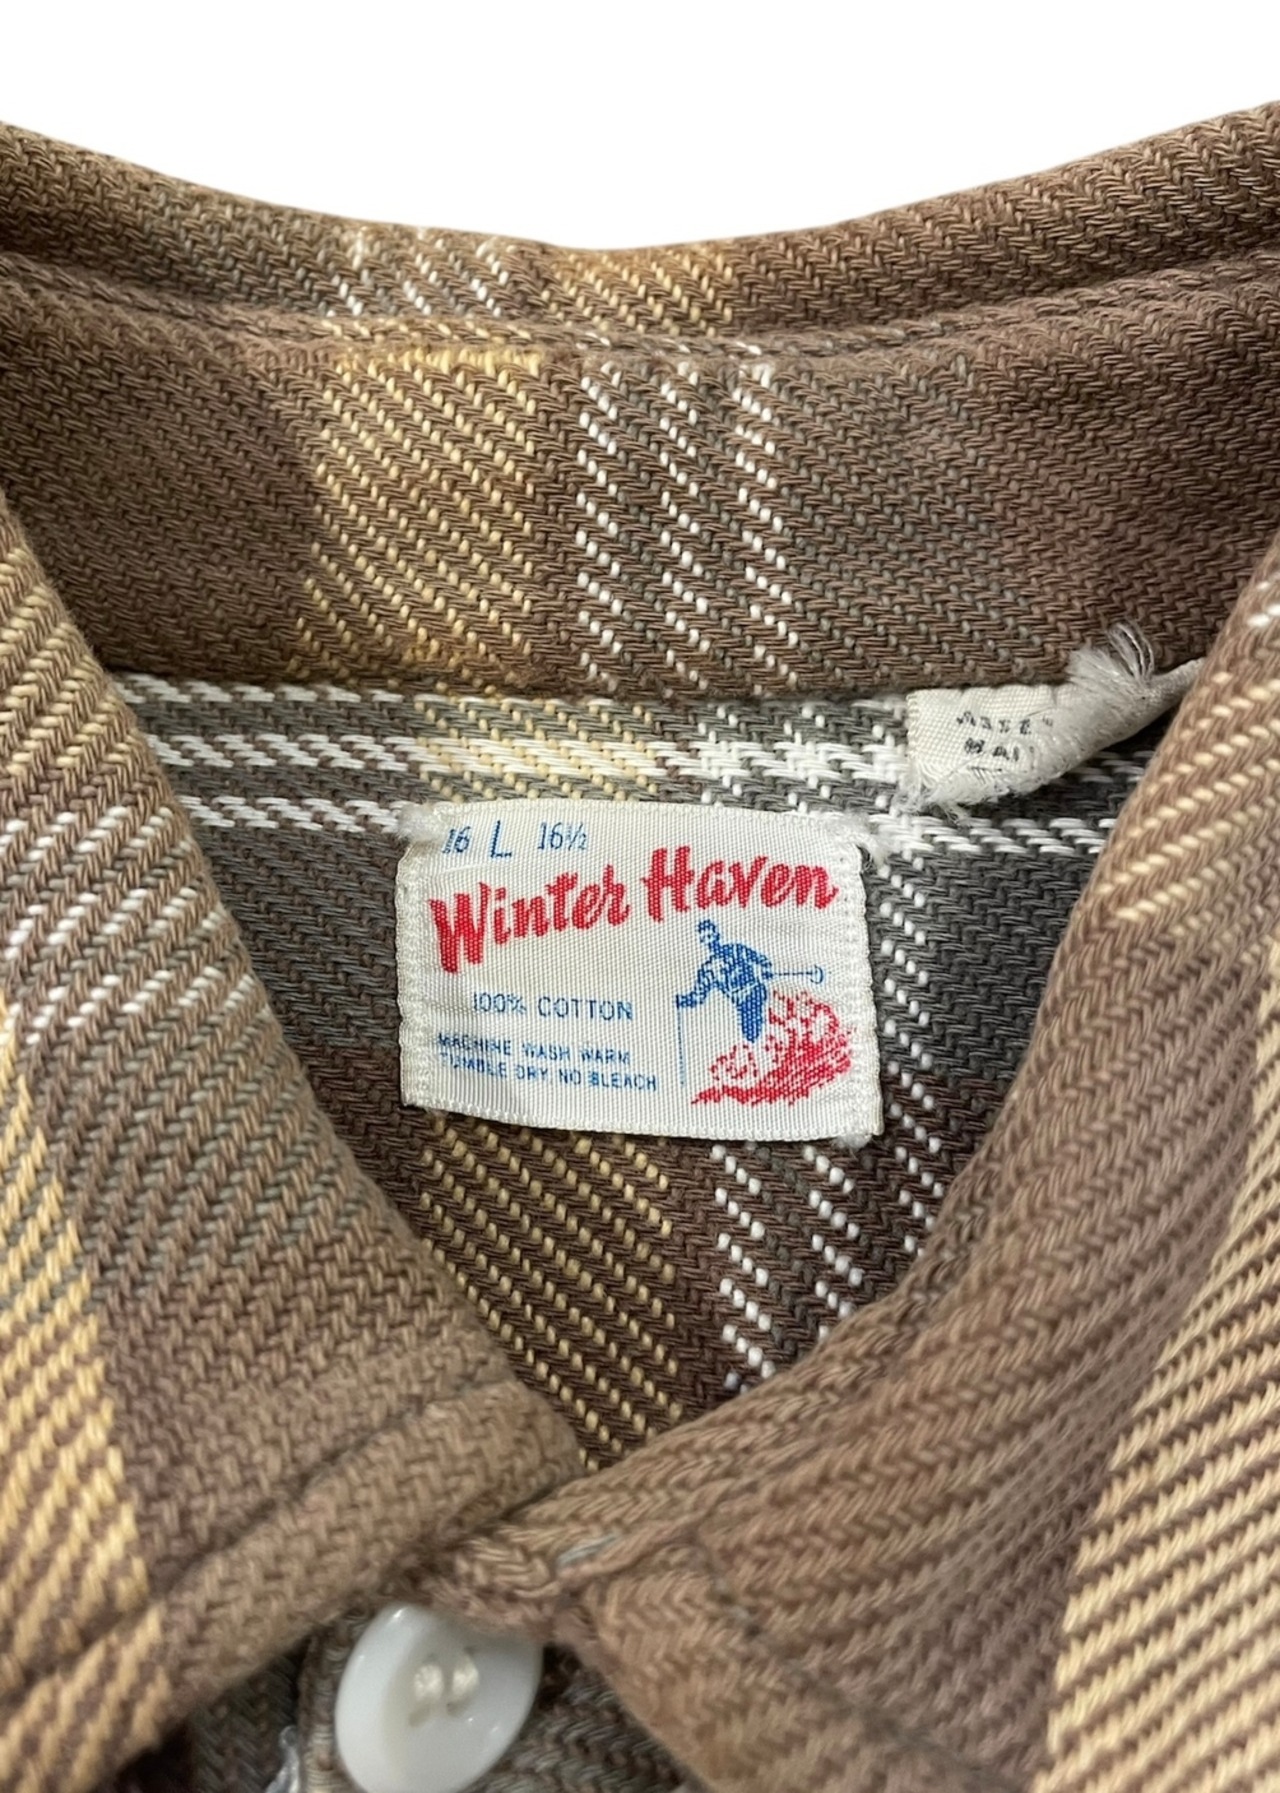 16 L 16½
Winter Haven
100% COTTON
MACHINE WASH WARM
TUMBLE DRY, NO BLEACH